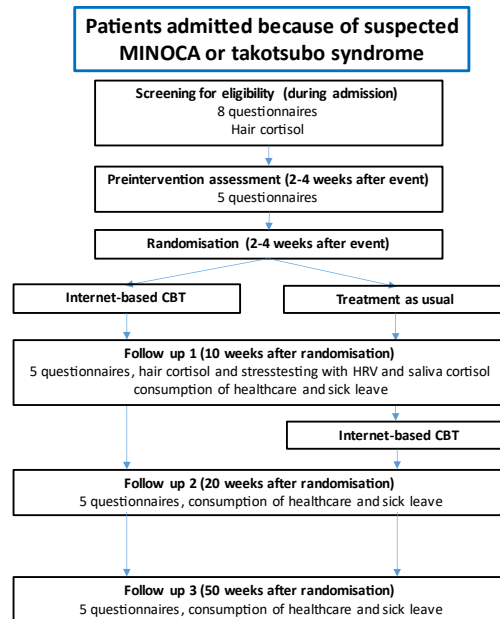 Patients admitted because of suspected
MINOCA or takotsubo syndrome
Screening for eligibility (during admission)
8 questionnaires
Hair cortisol
Preintervention assessment (2-4 weeks after event)
5 questionnaires
Randomisation (2-4 weeks after event)
Internet-based CBT
Treatment as usual
Follow up 1 (10 weeks after randomisation)
5 questionnaires, hair cortisol and stresstesting with HRV and saliva cortisol
consumption of healthcare and sick leave
Internet-based CBT
Follow up 2 (20 weeks after randomisation)
5 questionnaires, consumption of healthcare and sick leave
Follow up 3 (50 weeks after randomisation)
5 questionnaires, consumption of healthcare and sick leave